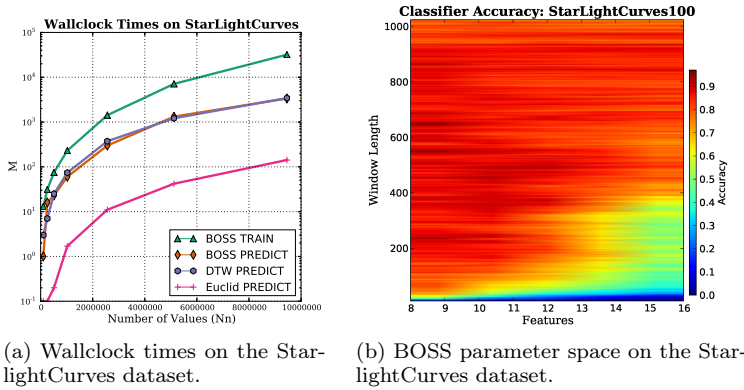 Wallclock Times on StarLightCurves
M
10^5
10^4
10^3
10^2
10^1
10^0
10^-1
0
2000000
4000000
6000000
8000000
10000000
Number of Values (Nn)
BOSS TRAIN
BOSS PREDICT
DTW PREDICT
Euclid PREDICT
(a) Wallclock times on the Star-
lightCurves dataset.
Classifier Accuracy: StarLightCurves100
Window Length
1000
800
600
400
200
8
9
10
11
12
13
14
15
16
Features
0.9
0.8
0.7
0.6
0.5
0.4
0.3
0.2
0.1
0.0
Accuracy
(b) BOSS parameter space on the Star-
lightCurves dataset.